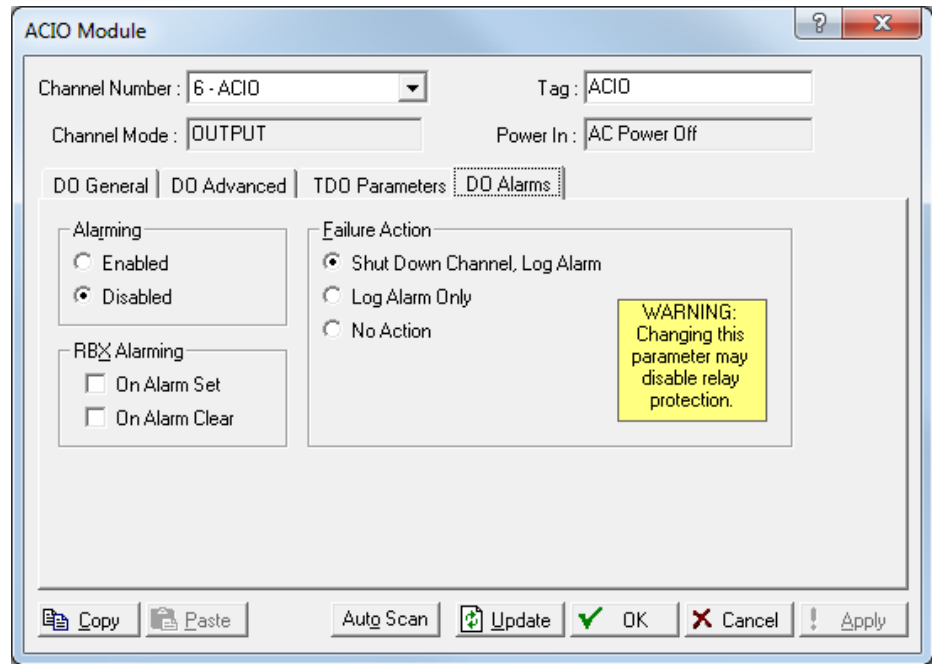 ACIO Module
Channel Number : 6 - ACIO Tag : ACIO
Channel Mode : OUTPUT Power In : AC Power Off
DO General DO Advanced TDO Parameters DO Alarms
Alarming
Enabled
Disabled
RBX Alarming
On Alarm Set
On Alarm Clear
Failure Action
Shut Down Channel, Log Alarm
Log Alarm Only
No Action
WARNING:
Changing this
parameter may
disable relay
protection.
Copy Paste Auto Scan Update OK Cancel ! Apply